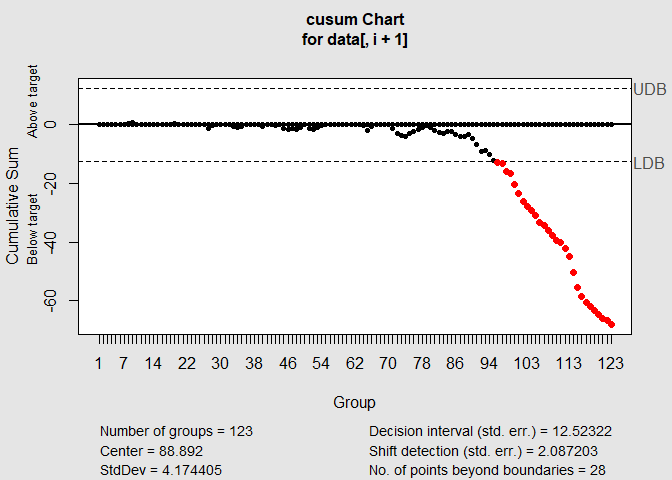 cusum Chart
for data[, i + 1]
Above target
UDB
0
LDB
Cumulative Sum
-20
Below target
-40
-60
1 7 14 22 30 38 46 54 62 70 78 86 94 103 113 123
Group
Number of groups = 123
Center = 88.892
StdDev = 4.174405
Decision interval (std. err.) = 12.52322
Shift detection (std. err.) = 2.087203
No. of points beyond boundaries = 28